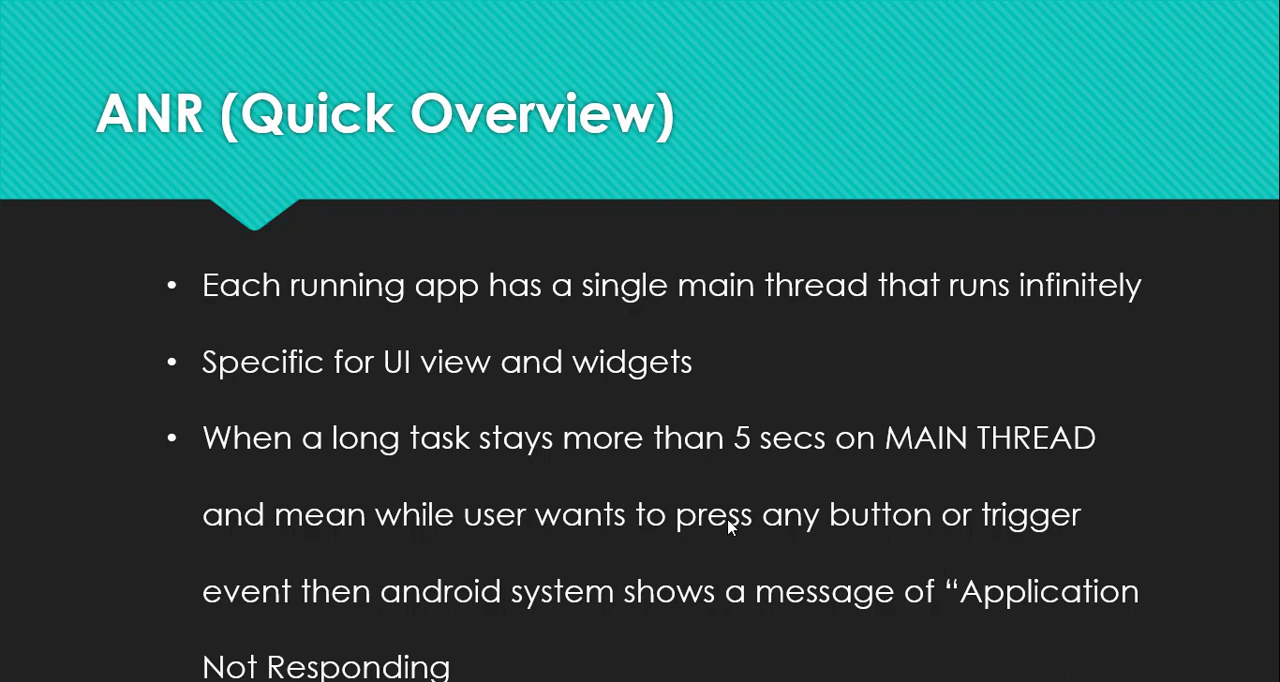 ANR (Quick Overview)
• Each running app has a single main thread that runs infinitely
• Specific for UI view and widgets
• When a long task stays more than 5 secs on MAIN THREAD
and mean while user wants to press any button or trigger
event then android system shows a message of “Application
Not Responding